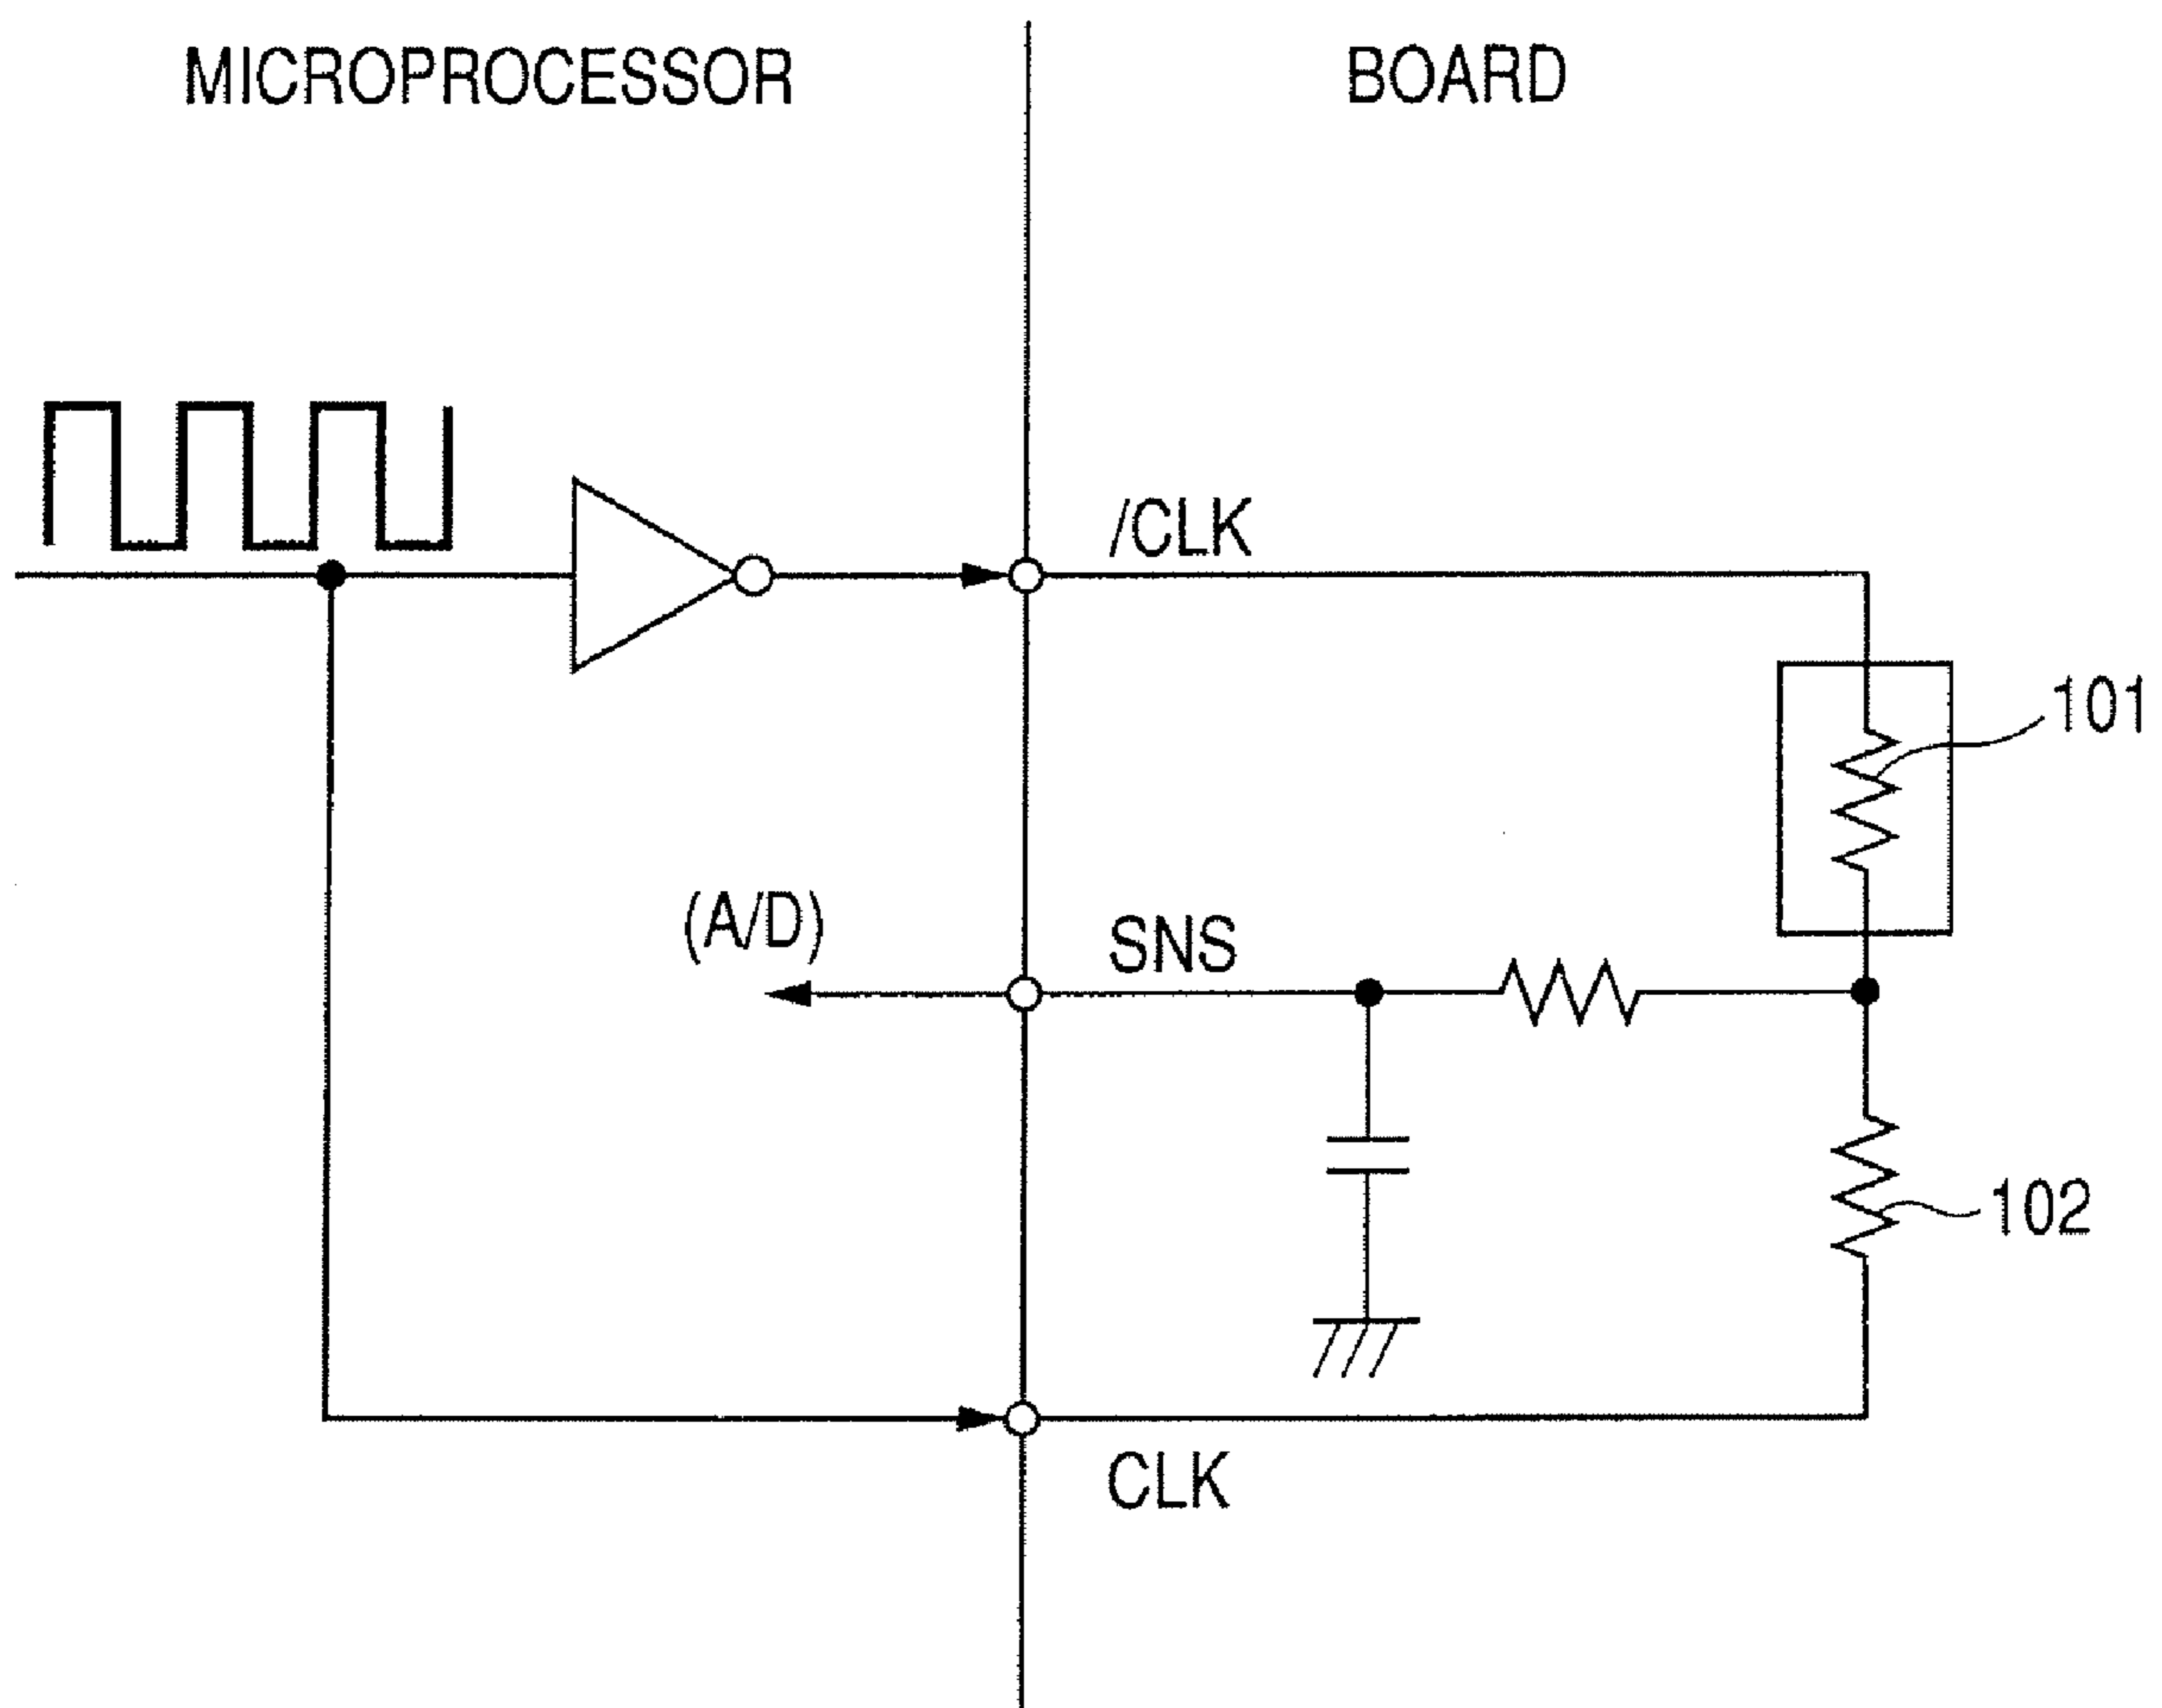 MICROPROCESSOR
BOARD
/CLK
101
(A/D)
SNS
102
CLK